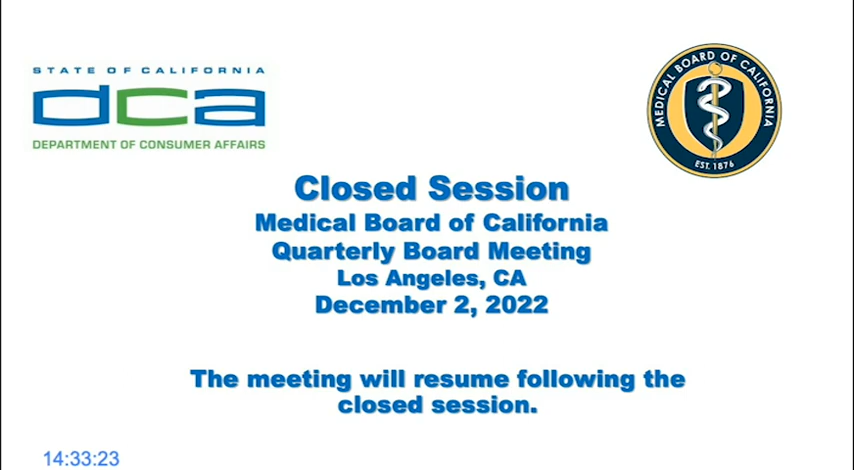 STATE OF CALIFORNIA
dca
DEPARTMENT OF CONSUMER AFFAIRS
MEDICAL BOARD OF CALIFORNIA
EST. 1876
Closed Session
Medical Board of California
Quarterly Board Meeting
Los Angeles, CA
December 2, 2022
The meeting will resume following the
closed session.
14:33:23